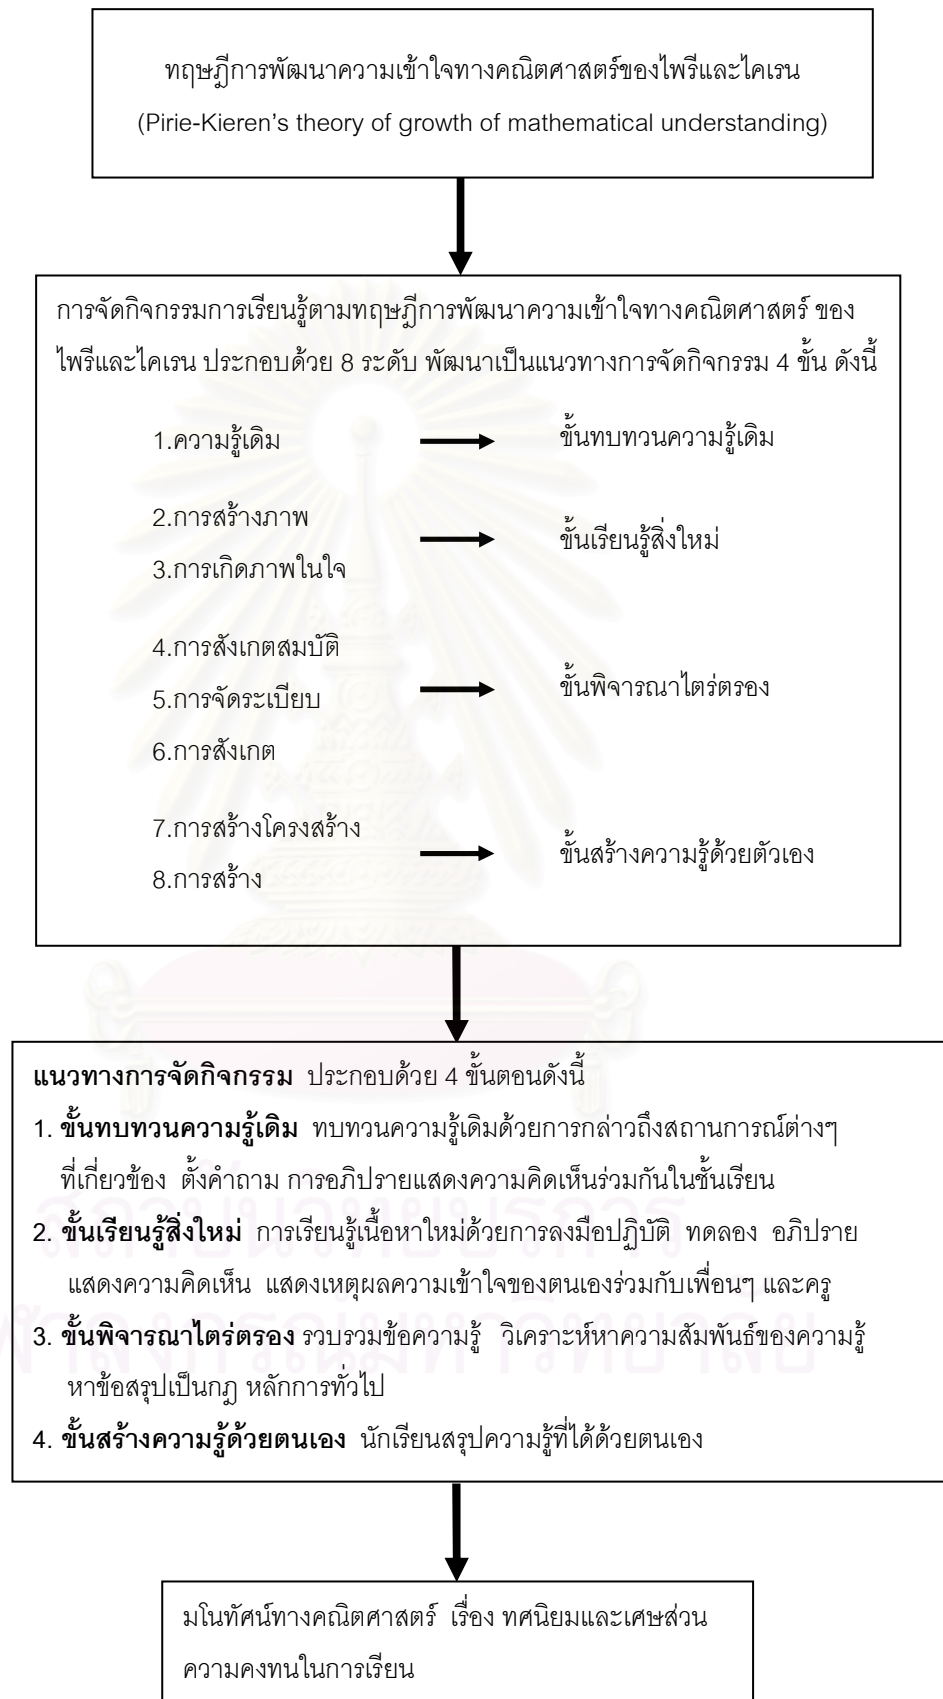 ทฤษฎีการพัฒนาความเข้าใจทางคณิตศาสตร์ของไพรีและไคเรน
(Pirie-Kieren’s theory of growth of mathematical understanding)
การจัดกิจกรรมการเรียนรู้ตามทฤษฎีการพัฒนาความเข้าใจทางคณิตศาสตร์ ของ
ไพรีและไคเรน ประกอบด้วย 8 ระดับ พัฒนาเป็นแนวทางการจัดกิจกรรม 4 ขั้น ดังนี้
1.ความรู้เดิม ขั้นทบทวนความรู้เดิม
2.การสร้างภาพ
3.การเกิดภาพในใจ
ขั้นเรียนรู้สิ่งใหม่
4.การสังเกตสมบัติ
5.การจัดระเบียบ
6.การสังเกต
ขั้นพิจารณาไตร่ตรอง
7.การสร้างโครงสร้าง
8.การสร้าง
ขั้นสร้างความรู้ด้วยตัวเอง
แนวทางการจัดกิจกรรม ประกอบด้วย 4 ขั้นตอนดังนี้
1. ขั้นทบทวนความรู้เดิม ทบทวนความรู้เดิมด้วยการกล่าวถึงสถานการณ์ต่างๆ
ที่เกี่ยวข้อง ตั้งคำถาม การอภิปรายแสดงความคิดเห็นร่วมกันในชั้นเรียน
2. ขั้นเรียนรู้สิ่งใหม่ การเรียนรู้เนื้อหาใหม่ด้วยการลงมือปฏิบัติ ทดลอง อภิปราย
แสดงความคิดเห็น แสดงเหตุผลความเข้าใจของตนเองร่วมกับเพื่อนๆ และครู
3. ขั้นพิจารณาไตร่ตรอง รวบรวมข้อความรู้ วิเคราะห์หาความสัมพันธ์ของความรู้
หาข้อสรุปเป็นกฎ หลักการทั่วไป
4. ขั้นสร้างความรู้ด้วยตนเอง นักเรียนสรุปความรู้ที่ได้ด้วยตนเอง
สถาบันวิทยบริการ
ฬาลงกรณ์มหาวิทยาลัย
มโนทัศน์ทางคณิตศาสตร์ เรื่อง ทศนิยมและเศษส่วน
ความคงทนในการเรียน